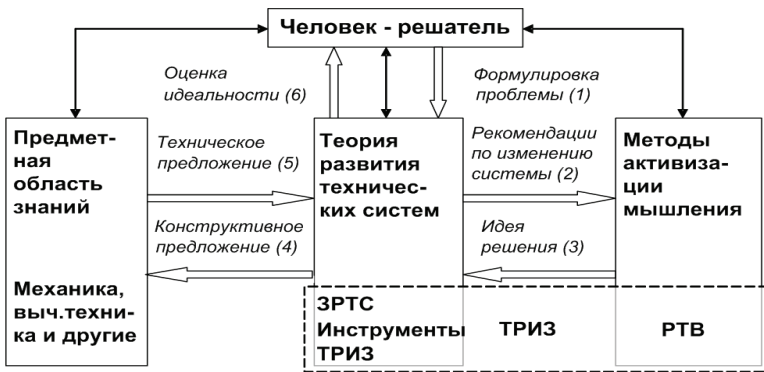 Человек - решатель
Оценка
идеальности (6)
Формулировка
проблемы (1)
Предмет-
ная
область
знаний
Техническое
предложение (5)
Теория
развития
техничес-
ких систем
Рекомендации
по изменению
системы (2)
Методы
активиза-
ции
мышления
Конструктивное
предложение (4)
Идея
решения (3)
Механика,
выч.техни-
ка и другие
ЗРТС
Инструменты
ТРИЗ
ТРИЗ
РТВ